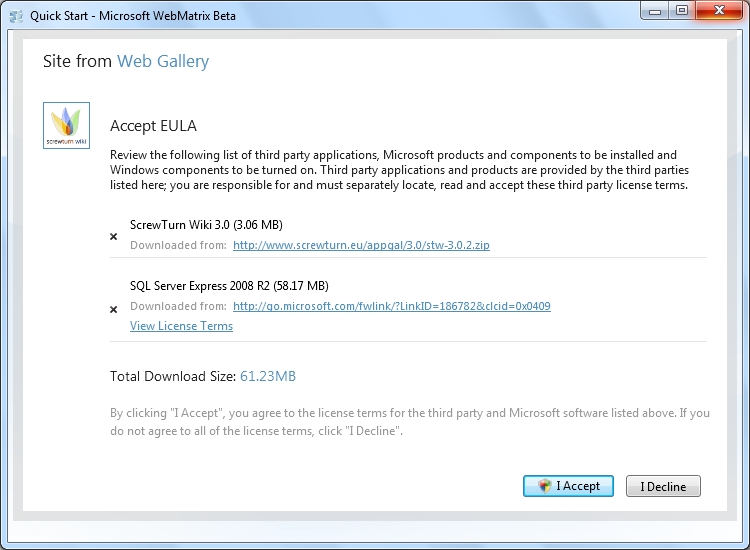 Quick Start - Microsoft WebMatrix Beta
Site from Web Gallery
screwturn wiki
Accept EULA
Review the following list of third party applications, Microsoft products and components to be installed and
Windows components to be turned on. Third party applications and products are provided by the third parties
listed here; you are responsible for and must separately locate, read and accept these third party license terms.
ScrewTurn Wiki 3.0 (3.06 MB)
Downloaded from: http://www.screwturn.eu/appgal/3.0/stw-3.0.2.zip
SQL Server Express 2008 R2 (58.17 MB)
Downloaded from: http://go.microsoft.com/fwlink/?LinkID=186782&clcid=0x0409
View License Terms
Total Download Size: 61.23MB
By clicking "I Accept", you agree to the license terms for the third party and Microsoft software listed above. If you
do not agree to all of the license terms, click "I Decline".
I Accept
I Decline